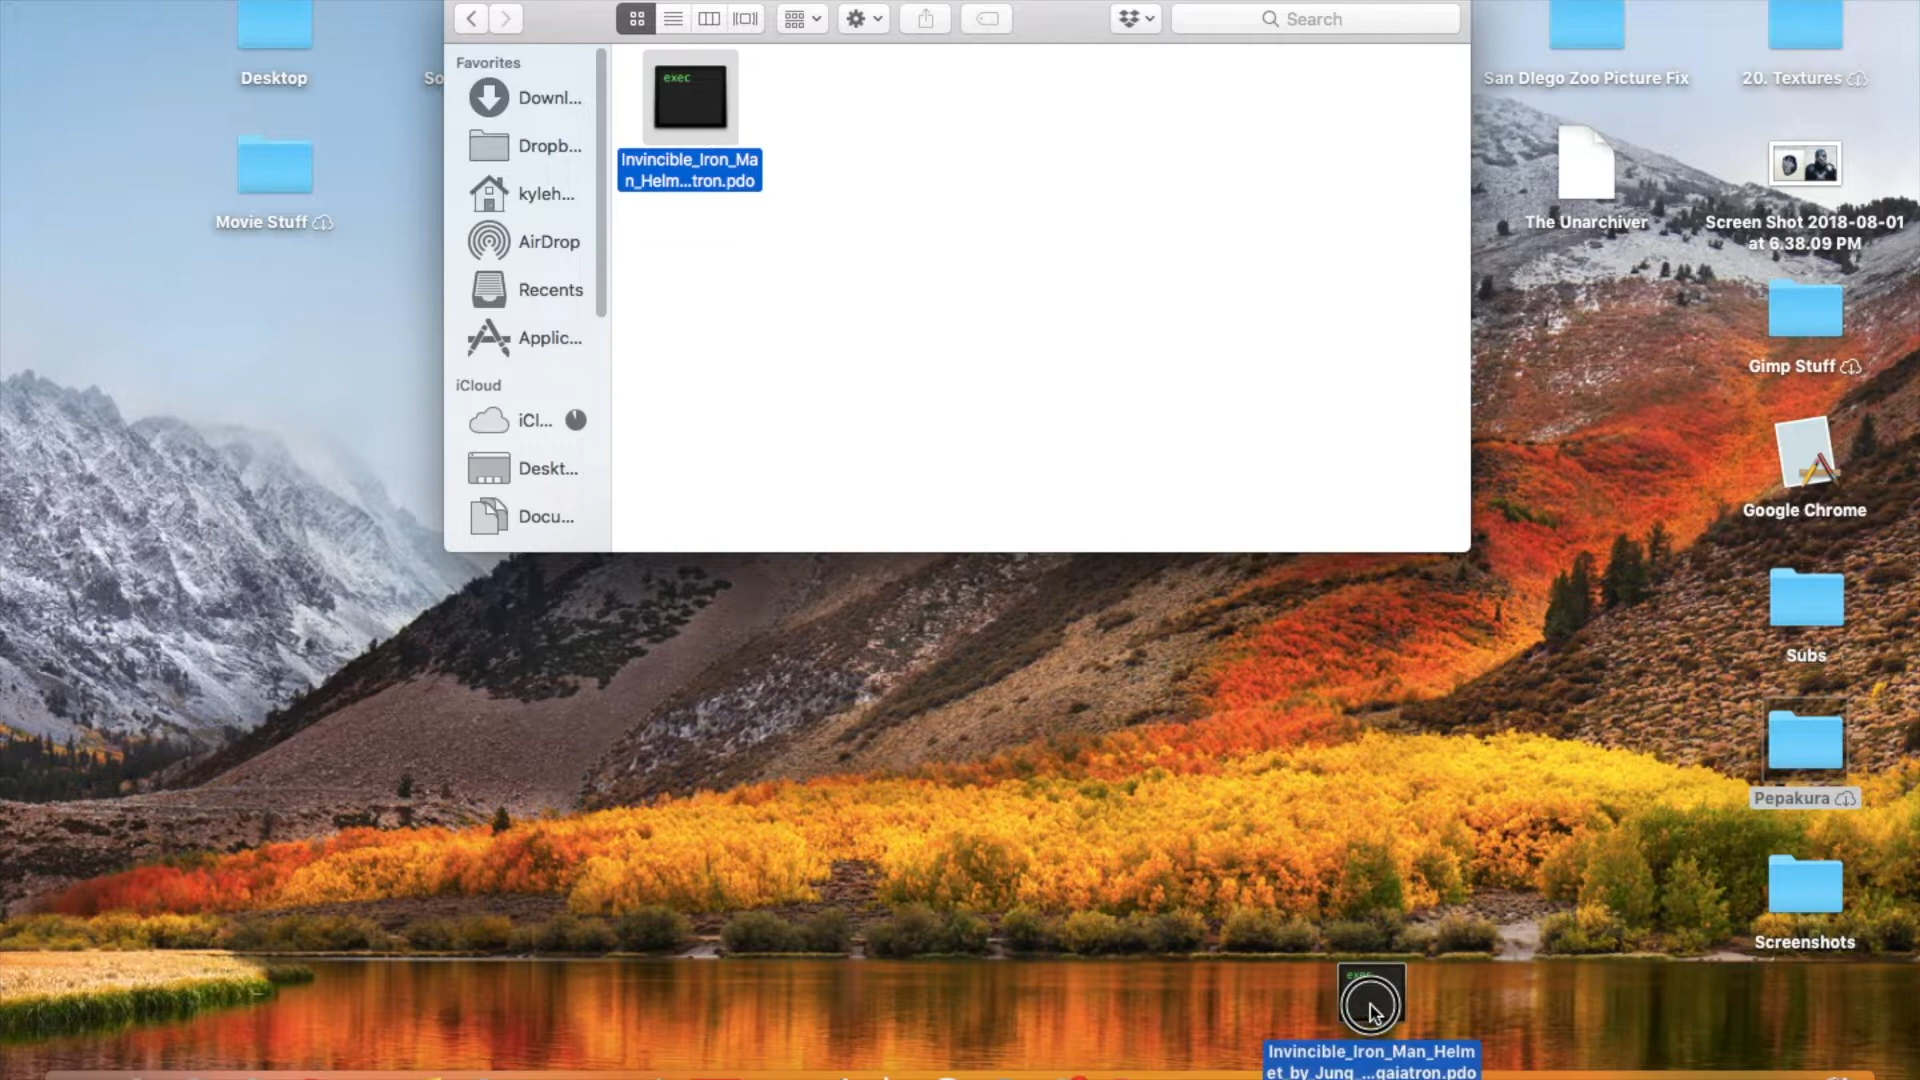 Search
Desktop
So
San DIego Zoo Picture Fix
20. Textures
Favorites
Downl...
Dropb...
kyleh...
AirDrop
Recents
Applic...
iCloud
iCl...
Deskt...
Docu...
exec
Invincible_Iron_Ma
n_Helm...tron.pdo
Movie Stuff
The Unarchiver
Screen Shot 2018-08-01
at 6.38.09 PM
Gimp Stuff
Google Chrome
Subs
Pepakura
Screenshots
exec
Invincible_Iron_Man_Helm
et_by_Jung_...gaiatron.pdo